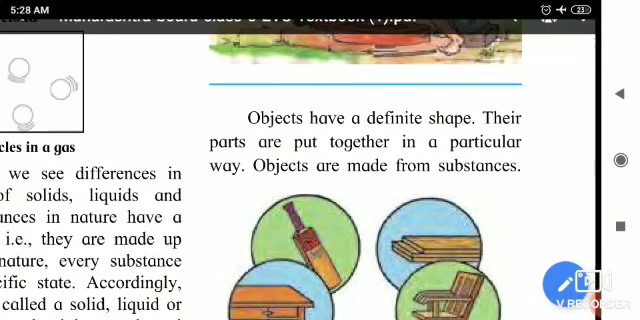 5:28 AM
23
Maharashtra board class 6 EVS Textbook (1).pdf
cles in a gas
we see differences in
of solids, liquids and
ances in nature have a
i.e., they are made up
nature, every substance
cific state. Accordingly,
called a solid, liquid or
Objects have a definite shape. Their
parts are put together in a particular
way. Objects are made from substances.
V RECORDER